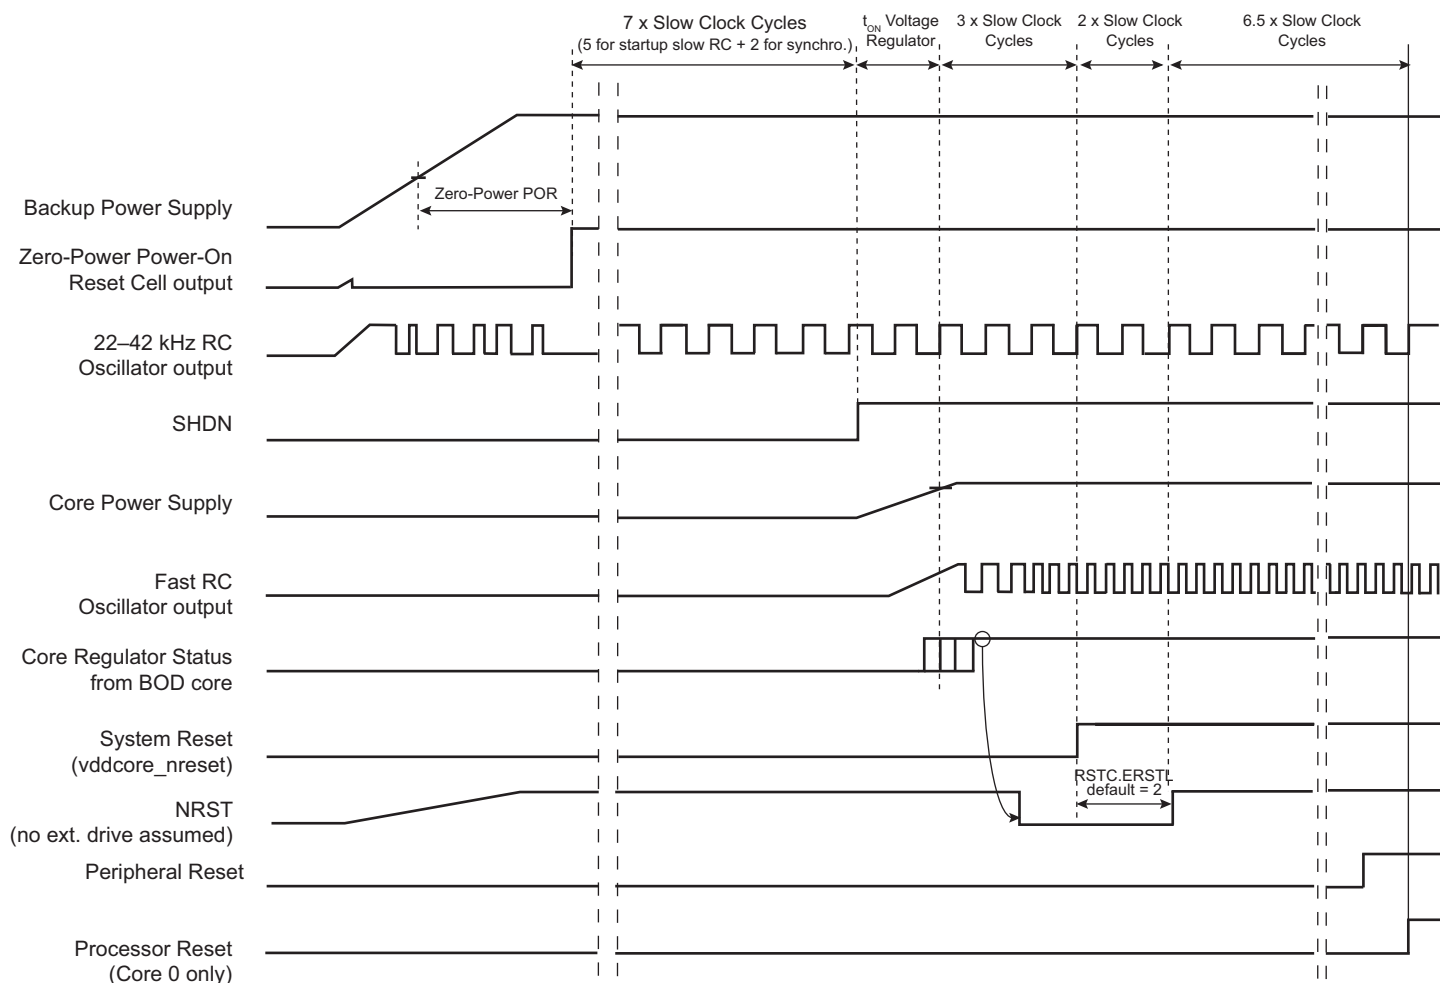 7 x Slow Clock Cycles
(5 for startup slow RC + 2 for synchro.)
tON Voltage
Regulator
3 x Slow Clock
Cycles
2 x Slow Clock
Cycles
6.5 x Slow Clock
Cycles
Backup Power Supply
Zero-Power POR
Zero-Power Power-On
Reset Cell output
22–42 kHz RC
Oscillator output
SHDN
Core Power Supply
Fast RC
Oscillator output
Core Regulator Status
from BOD core
System Reset
(vddcore_nreset)
RSTC.ERSTL
default = 2
NRST
(no ext. drive assumed)
Peripheral Reset
Processor Reset
(Core 0 only)